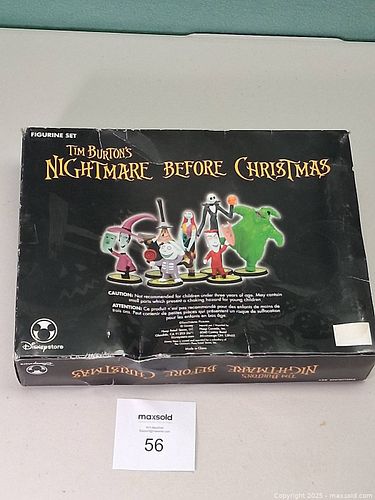 FIGURINE SET
TIM BURTON'S
NIGHTMARE BEFORE CHRISTMAS
CAUTION: Not recommended for children under three years of age. May contain
small parts which present a choking hazard for young children.
ATTENTION: Ce produit n'est pas recommandé pour des enfants de moins de
trois ans. Peut contenir de petites pièces qui présentent un risque de suffocation
pour les enfants en bas âge.
© Disney
Made in China
Disney store
TIM BURTON'S
NIGHTMARE BEFORE CHRISTMAS
maxsold
56
Copyright 2025 - maxsold.com